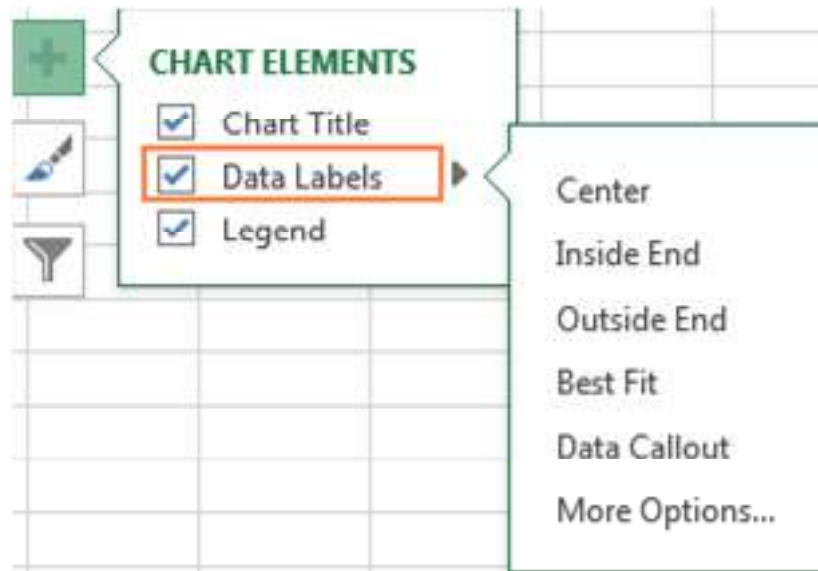 CHART ELEMENTS
Chart Title
Data Labels
Legend
Center
Inside End
Outside End
Best Fit
Data Callout
More Options...